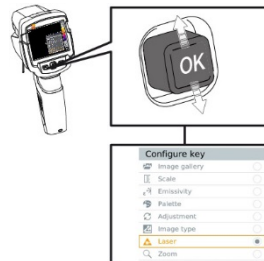 OK
Configure key
Image gallery
Scale
Emissivity
Palette
Adjustment
Image type
Laser
Zoom